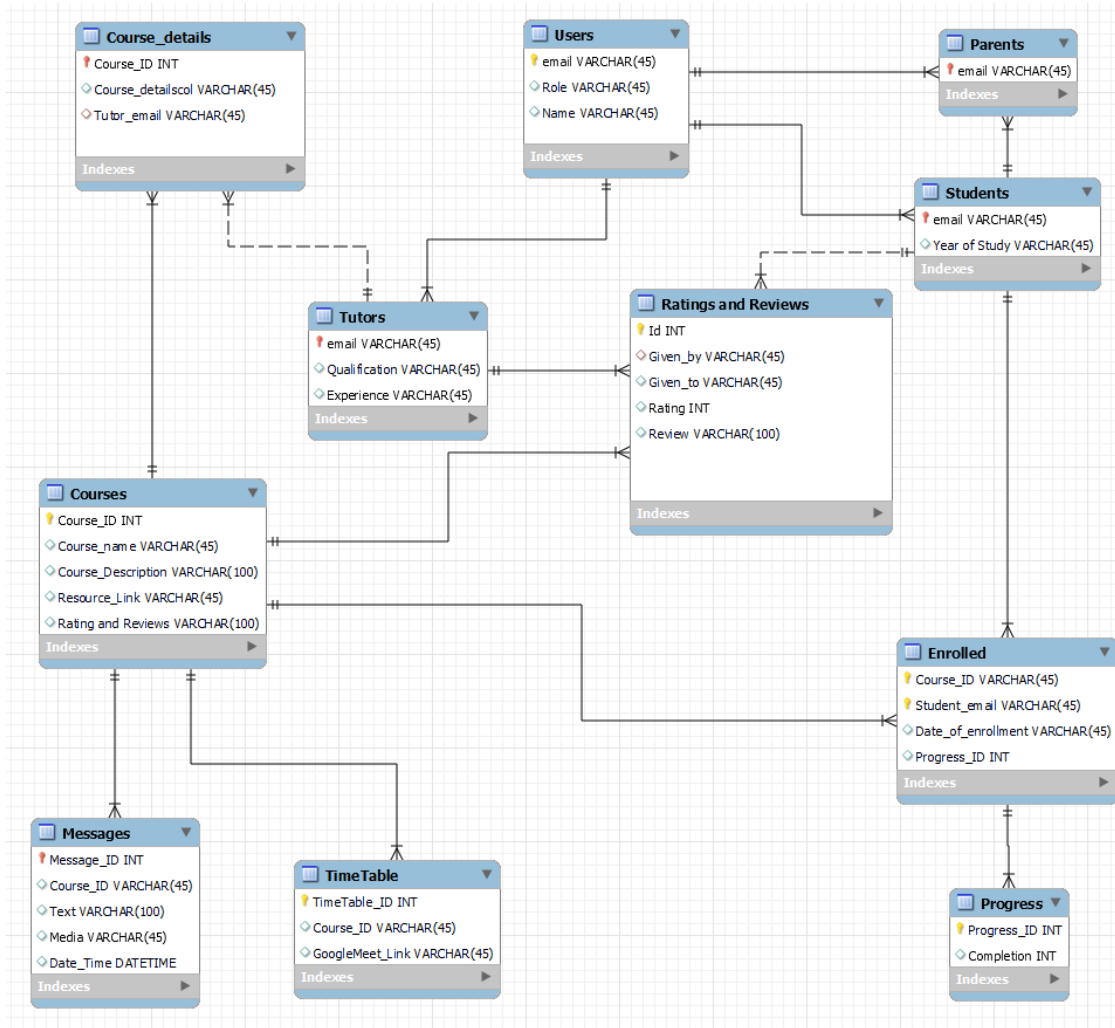 Course_details
Course_ID INT
Course_detailscol VARCHAR(45)
Tutor_email VARCHAR(45)
Indexes
Users
email VARCHAR(45)
Role VARCHAR(45)
Name VARCHAR(45)
Indexes
Parents
email VARCHAR(45)
Indexes
Students
email VARCHAR(45)
Year of Study VARCHAR(45)
Indexes
Tutors
email VARCHAR(45)
Qualification VARCHAR(45)
Experience VARCHAR(45)
Indexes
Ratings and Reviews
Id INT
Given_by VARCHAR(45)
Given_to VARCHAR(45)
Rating INT
Review VARCHAR(100)
Indexes
Courses
Course_ID INT
Course_name VARCHAR(45)
Course_Description VARCHAR(100)
Resource_Link VARCHAR(45)
Rating and Reviews VARCHAR(100)
Indexes
Enrolled
Course_ID VARCHAR(45)
Student_email VARCHAR(45)
Date_of_enrollment VARCHAR(45)
Progress_ID INT
Indexes
Messages
Message_ID INT
Course_ID VARCHAR(45)
Text VARCHAR(100)
Media VARCHAR(45)
Date_Time DATETIME
Indexes
TimeTable
TimeTable_ID INT
Course_ID VARCHAR(45)
GoogleMeet_Link VARCHAR(45)
Indexes
Progress
Progress_ID INT
Completion INT
Indexes